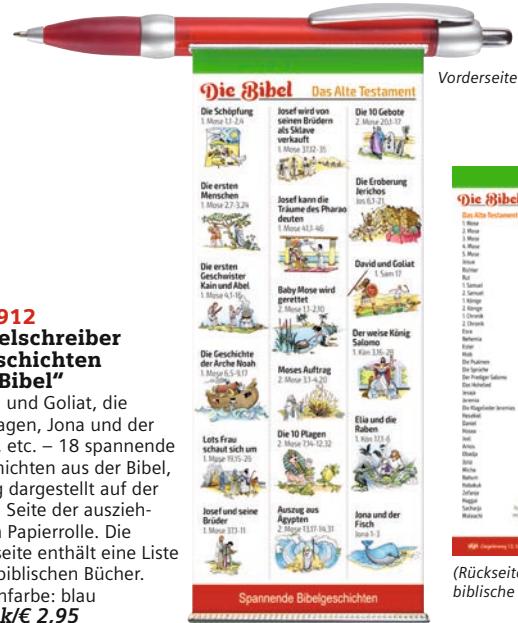 Vorderseite
Die Bibel Das Alte Testament
Die Schöpfung
1. Mose 1,1-2,4
Die ersten
Menschen
1. Mose 2,7-3,24
Die ersten
Geschwister
Kain und Abel
1. Mose 4,1-16
Die Geschichte
der Arche Noah
1. Mose 6,5-9,17
Lots Frau
schaut sich um
1. Mose 19,15-26
Josef und seine
Brüder
1. Mose 37,1-11
Josef wird von
seinen Brüdern
als Sklave
verkauft
1. Mose 37,12-35
Josef kann die
Träume des Pharao
deuten
1. Mose 41,1-46
Baby Mose wird
gerettet
2. Mose 1,1-2,10
Moses Auftrag
2. Mose 3,1-4,20
Die 10 Plagen
2. Mose 7,14-12,32
Auszug aus
Ägypten
2. Mose 13,17-14,31
Die 10 Gebote
2. Mose 20,1-17
Die Eroberung
Jerichos
Jos 6,1-21
David und Goliat
1. Sam 17
Der weise König
Salomo
1. Kön 3,16-28
Elia und die
Raben
1. Kön 17,1-6
Jona und der
Fisch
Jona 1-3
Spannende Bibelgeschichten
912
elschreiber
schichten
Bibel“
und Goliat, die
agen, Jona und der
, etc. – 18 spannende
hichten aus der Bibel,
g dargestellt auf der
Seite der auszieh-
n Papierrolle. Die
seite enthält eine Liste
biblischen Bücher.
nfarbe: blau
k/€ 2,95
Die Bibel
Das Alte Testament
1. Mose
2. Mose
3. Mose
4. Mose
5. Mose
Josua
Richter
Rut
1. Samuel
2. Samuel
1. Könige
2. Könige
1. Chronik
2. Chronik
Esra
Nehemia
Ester
Hiob
Die Psalmen
Die Sprüche
Der Prediger Salomo
Das Hohelied
Jesaja
Jeremia
Die Klagelieder Jeremias
Hesekiel
Daniel
Hosea
Joel
Amos
Obadja
Jona
Micha
Nahum
Habakuk
Zefanja
Haggai
Sacharja
Maleachi
(Rückseite
biblische